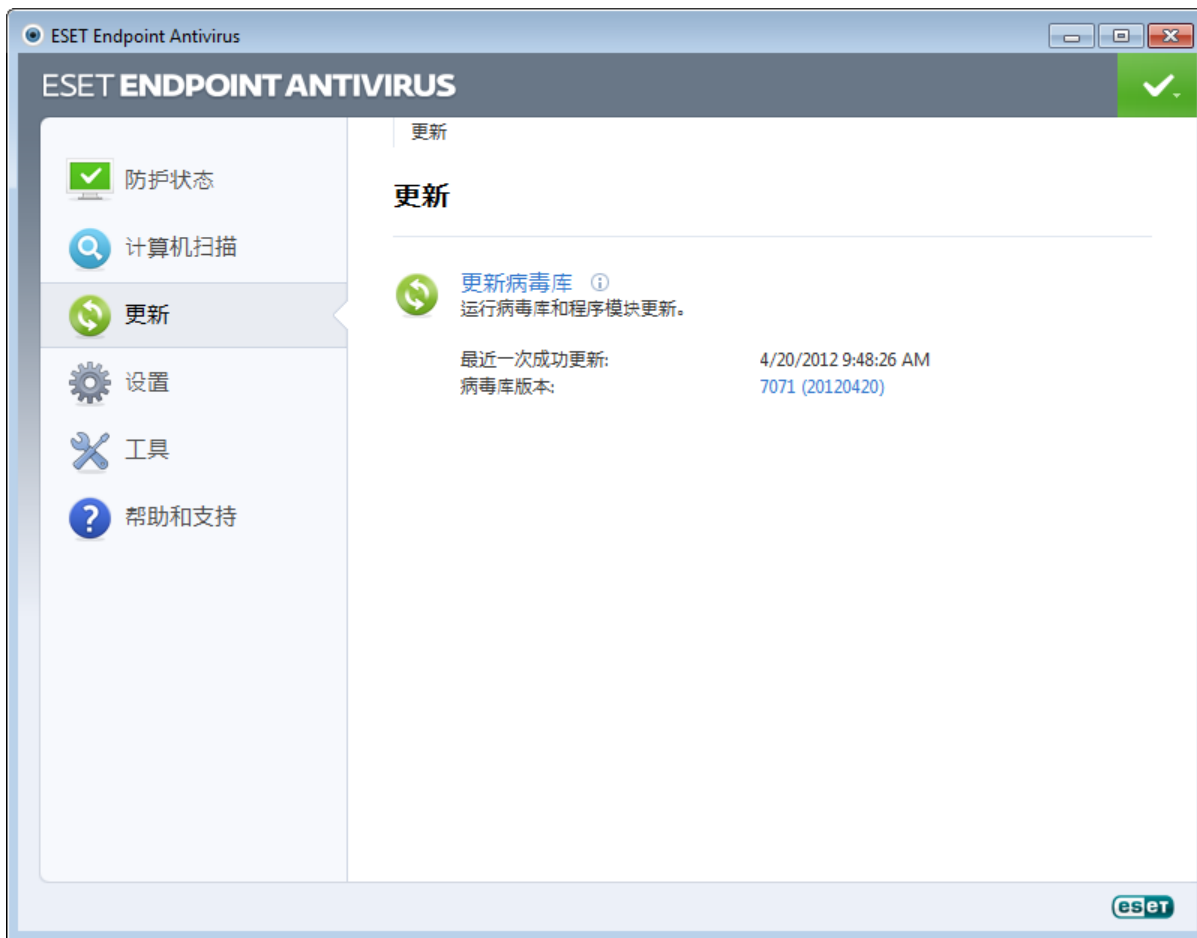 ESET Endpoint Antivirus
ESET ENDPOINT ANTIVIRUS
防护状态
计算机扫描
更新
设置
工具
帮助和支持
更新
更新
更新病毒库
运行病毒库和程序模块更新。
最近一次成功更新: 4/20/2012 9:48:26 AM
病毒库版本: 7071 (20120420)
eset